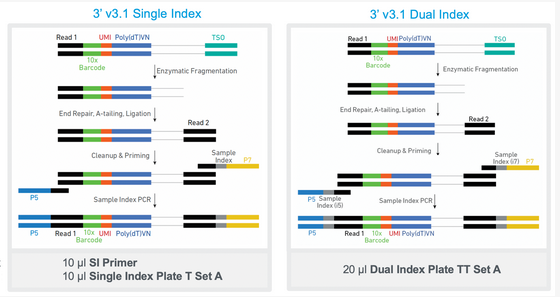 3' v3.1 Single Index
Read 1 UMI Poly(dT)VN TSO
10x
Barcode
Enzymatic Fragmentation
End Repair, A-tailing, Ligation
Read 2
Cleanup & Priming
Sample
Index P7
P5
Sample Index PCR
P5 Read 1 10x
Barcode UMI Poly(dT)VN
10 µl SI Primer
10 µl Single Index Plate T Set A
3' v3.1 Dual Index
Read 1 UMI Poly(dT)VN TSO
10x
Barcode
Enzymatic Fragmentation
End Repair, A-tailing, Ligation
Read 2
Cleanup & Priming
Sample
Index (i7) P7
P5 Sample
Index (i5)
Sample Index PCR
P5 Sample
Index (i5) Read 1 10x
Barcode UMI Poly(dT)VN
20 µl Dual Index Plate TT Set A